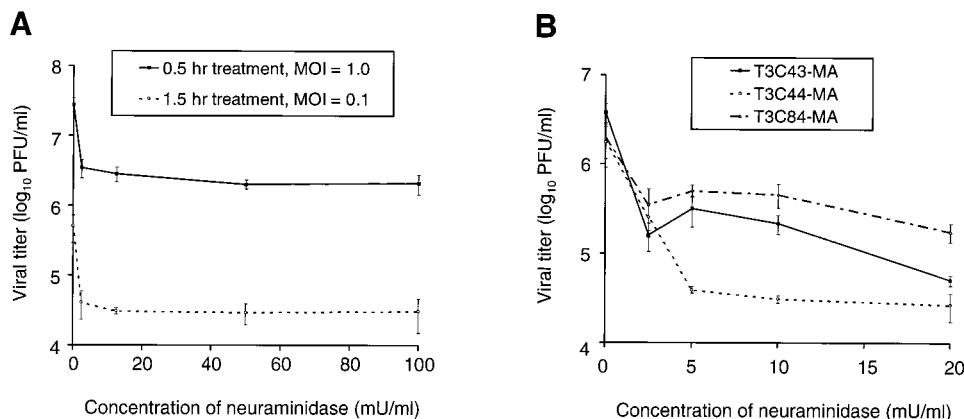 A
0.5 hr treatment, MOI = 1.0
1.5 hr treatment, MOI = 0.1
Viral titer (log10 PFU/ml)
8
7
6
5
4
0 20 40 60 80 100
Concentration of neuraminidase (mU/ml)
B
T3C43-MA
T3C44-MA
T3C84-MA
Viral titer (log10 PFU/ml)
7
6
5
4
0 5 10 15 20
Concentration of neuraminidase (mU/ml)